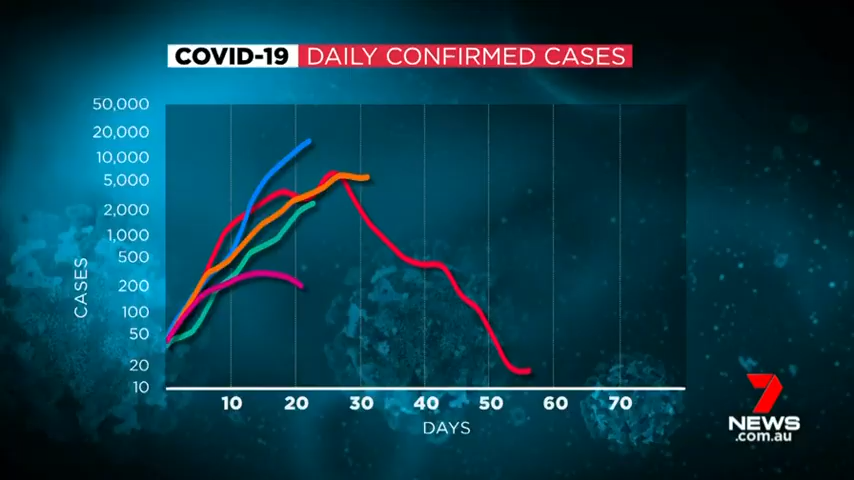 COVID-19 DAILY CONFIRMED CASES
50,000
20,000
10,000
5,000
2,000
1,000
500
200
100
50
20
10
CASES
10 20 30 40 50 60 70
DAYS
7
NEWS
.com.au